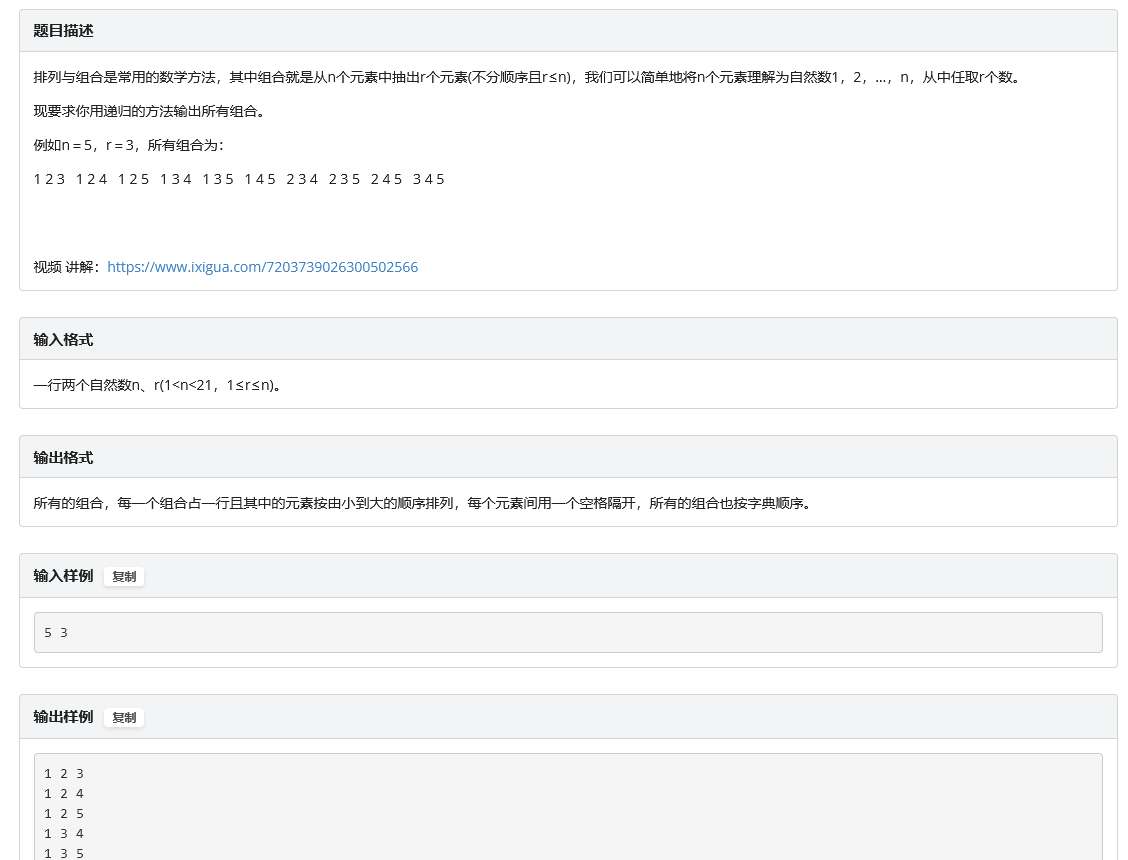 题目描述
排列与组合是常用的数学方法，其中组合就是从n个元素中抽出r个元素(不分顺序且r≤n)，我们可以简单地将n个元素理解为自然数1，2，…，n，从中任取r个数。
现要求你用递归的方法输出所有组合。
例如n＝5，r＝3，所有组合为：
1 2 3   1 2 4   1 2 5   1 3 4   1 3 5   1 4 5   2 3 4   2 3 5   2 4 5   3 4 5
视频 讲解：https://www.ixigua.com/7203739026300502566
输入格式
一行两个自然数n、r(1<n<21，1≤r≤n)。
输出格式
所有的组合，每一个组合占一行且其中的元素按由小到大的顺序排列，每个元素间用一个空格隔开，所有的组合也按字典顺序。
输入样例 复制
5 3
输出样例 复制
1 2 3
1 2 4
1 2 5
1 3 4
1 3 5